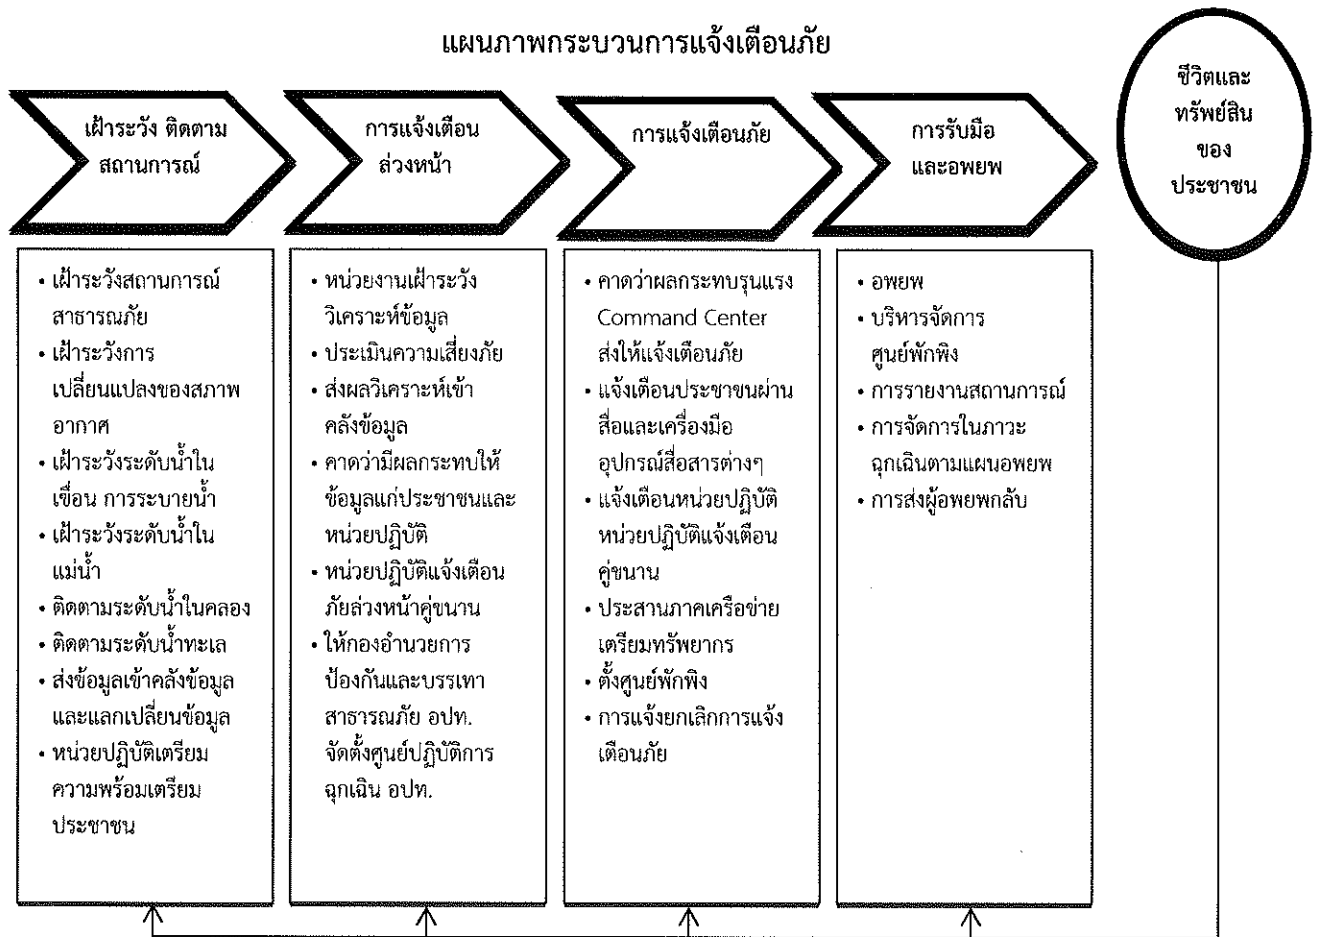 แผนภาพกระบวนการแจ้งเตือนภัย
เฝ้าระวัง ติดตาม
สถานการณ์
การแจ้งเตือน
ล่วงหน้า
การแจ้งเตือนภัย
การรับมือ
และอพยพ
ชีวิตและ
ทรัพย์สิน
ของ
ประชาชน
• เฝ้าระวังสถานการณ์
สาธารณภัย
• เฝ้าระวังการ
เปลี่ยนแปลงของสภาพ
อากาศ
• เฝ้าระวังระดับน้ำใน
เขื่อน การระบายน้ำ
• เฝ้าระวังระดับน้ำใน
แม่น้ำ
• ติดตามระดับน้ำในคลอง
• ติดตามระดับน้ำทะเล
• ส่งข้อมูลเข้าคลังข้อมูล
และแลกเปลี่ยนข้อมูล
• หน่วยปฏิบัติเตรียม
ความพร้อมเตรียม
ประชาชน
• หน่วยงานเฝ้าระวัง
วิเคราะห์ข้อมูล
• ประเมินความเสี่ยงภัย
• ส่งผลวิเคราะห์เข้า
คลังข้อมูล
• คาดว่ามีผลกระทบให้
ข้อมูลแก่ประชาชนและ
หน่วยปฏิบัติ
• หน่วยปฏิบัติแจ้งเตือน
ภัยล่วงหน้าคู่ขนาน
• ให้กองอำนวยการ
ป้องกันและบรรเทา
สาธารณภัย อปท.
จัดตั้งศูนย์ปฏิบัติการ
ฉุกเฉิน อปท.
• คาดว่าผลกระทบรุนแรง
Command Center
ส่งให้แจ้งเตือนภัย
• แจ้งเตือนประชาชนผ่าน
สื่อและเครื่องมือ
อุปกรณ์สื่อสารต่างๆ
• แจ้งเตือนหน่วยปฏิบัติ
หน่วยปฏิบัติแจ้งเตือน
คู่ขนาน
• ประสานภาคเครือข่าย
เตรียมทรัพยากร
• ตั้งศูนย์พักพิง
• การแจ้งยกเลิกการแจ้ง
เตือนภัย
• อพยพ
• บริหารจัดการ
ศูนย์พักพิง
• การรายงานสถานการณ์
• การจัดการในภาวะ
ฉุกเฉินตามแผนอพยพ
• การส่งผู้อพยพกลับ